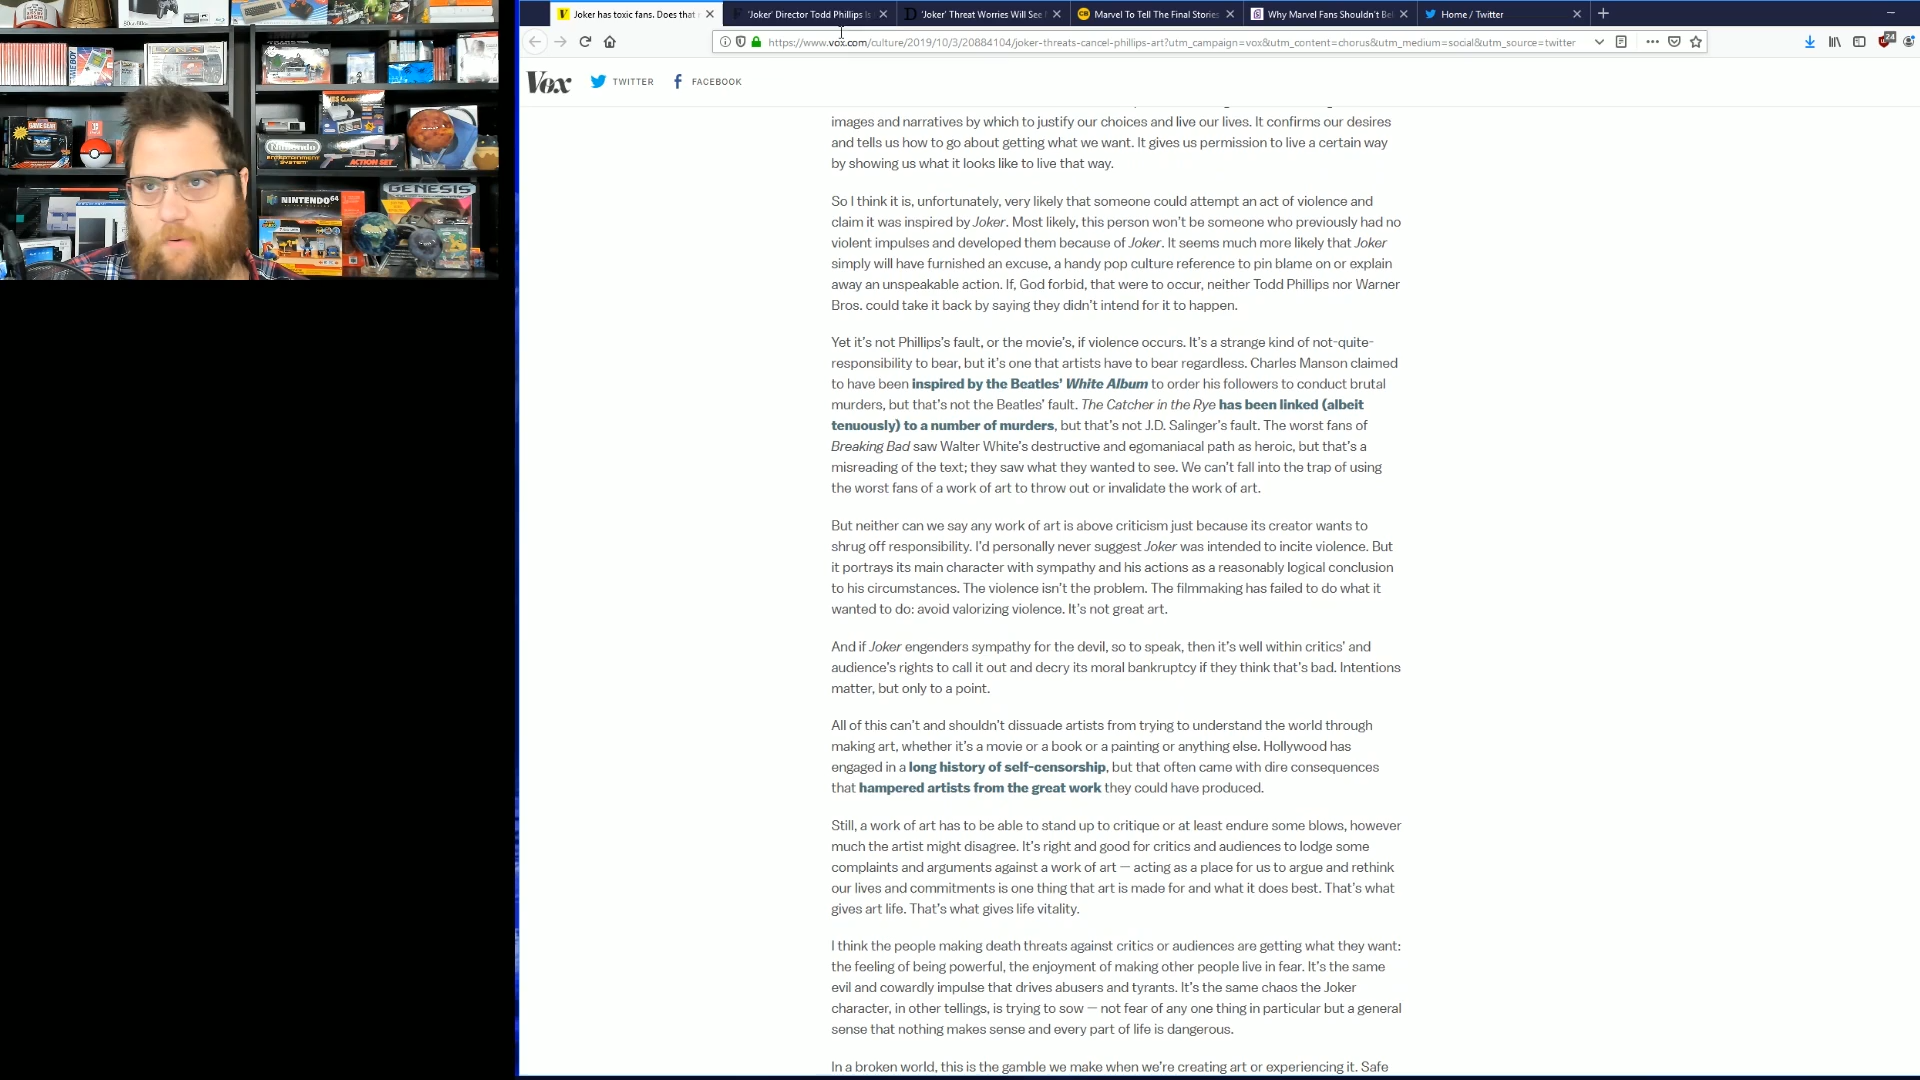 Joker has toxic fans. Does that
'Joker' Director Todd Phillips Is
'Joker' Threat Worries Will See
Marvel To Tell The Final Stories
Why Marvel Fans Shouldn't Bel
Home / Twitter
https://www.vox.com/culture/2019/10/3/20884104/joker-threats-cancel-phillips-art?utm_campaign=vox&utm_content=chorus&utm_medium=social&utm_source=twitter
24
Vox
TWITTER
FACEBOOK
images and narratives by which to justify our choices and live our lives. It confirms our desires
and tells us how to go about getting what we want. It gives us permission to live a certain way
by showing us what it looks like to live that way.
So I think it is, unfortunately, very likely that someone could attempt an act of violence and
claim it was inspired by Joker. Most likely, this person won't be someone who previously had no
violent impulses and developed them because of Joker. It seems much more likely that Joker
simply will have furnished an excuse, a handy pop culture reference to pin blame on or explain
away an unspeakable action. If, God forbid, that were to occur, neither Todd Phillips nor Warner
Bros. could take it back by saying they didn't intend for it to happen.
Yet it's not Phillips's fault, or the movie's, if violence occurs. It's a strange kind of not-quite-
responsibility to bear, but it's one that artists have to bear regardless. Charles Manson claimed
to have been inspired by the Beatles' White Album to order his followers to conduct brutal
murders, but that's not the Beatles' fault. The Catcher in the Rye has been linked (albeit
tenuously) to a number of murders, but that's not J.D. Salinger's fault. The worst fans of
Breaking Bad saw Walter White's destructive and egomaniacal path as heroic, but that's a
misreading of the text; they saw what they wanted to see. We can't fall into the trap of using
the worst fans of a work of art to throw out or invalidate the work of art.
But neither can we say any work of art is above criticism just because its creator wants to
shrug off responsibility. I'd personally never suggest Joker was intended to incite violence. But
it portrays its main character with sympathy and his actions as a reasonably logical conclusion
to his circumstances. The violence isn't the problem. The filmmaking has failed to do what it
wanted to do: avoid valorizing violence. It's not great art.
And if Joker engenders sympathy for the devil, so to speak, then it's well within critics' and
audience's rights to call it out and decry its moral bankruptcy if they think that's bad. Intentions
matter, but only to a point.
All of this can't and shouldn't dissuade artists from trying to understand the world through
making art, whether it's a movie or a book or a painting or anything else. Hollywood has
engaged in a long history of self-censorship, but that often came with dire consequences
that hampered artists from the great work they could have produced.
Still, a work of art has to be able to stand up to critique or at least endure some blows, however
much the artist might disagree. It's right and good for critics and audiences to lodge some
complaints and arguments against a work of art — acting as a place for us to argue and rethink
our lives and commitments is one thing that art is made for and what it does best. That's what
gives art life. That's what gives life vitality.
I think the people making death threats against critics or audiences are getting what they want:
the feeling of being powerful, the enjoyment of making other people live in fear. It's the same
evil and cowardly impulse that drives abusers and tyrants. It's the same chaos the Joker
character, in other tellings, is trying to sow — not fear of any one thing in particular but a general
sense that nothing makes sense and every part of life is dangerous.
In a broken world, this is the gamble we make when we're creating art or experiencing it. Safe
GAME GEAR
Nintendo
ENTERTAINMENT SYSTEM
ACTION SET
NINTENDO 64
GENESIS